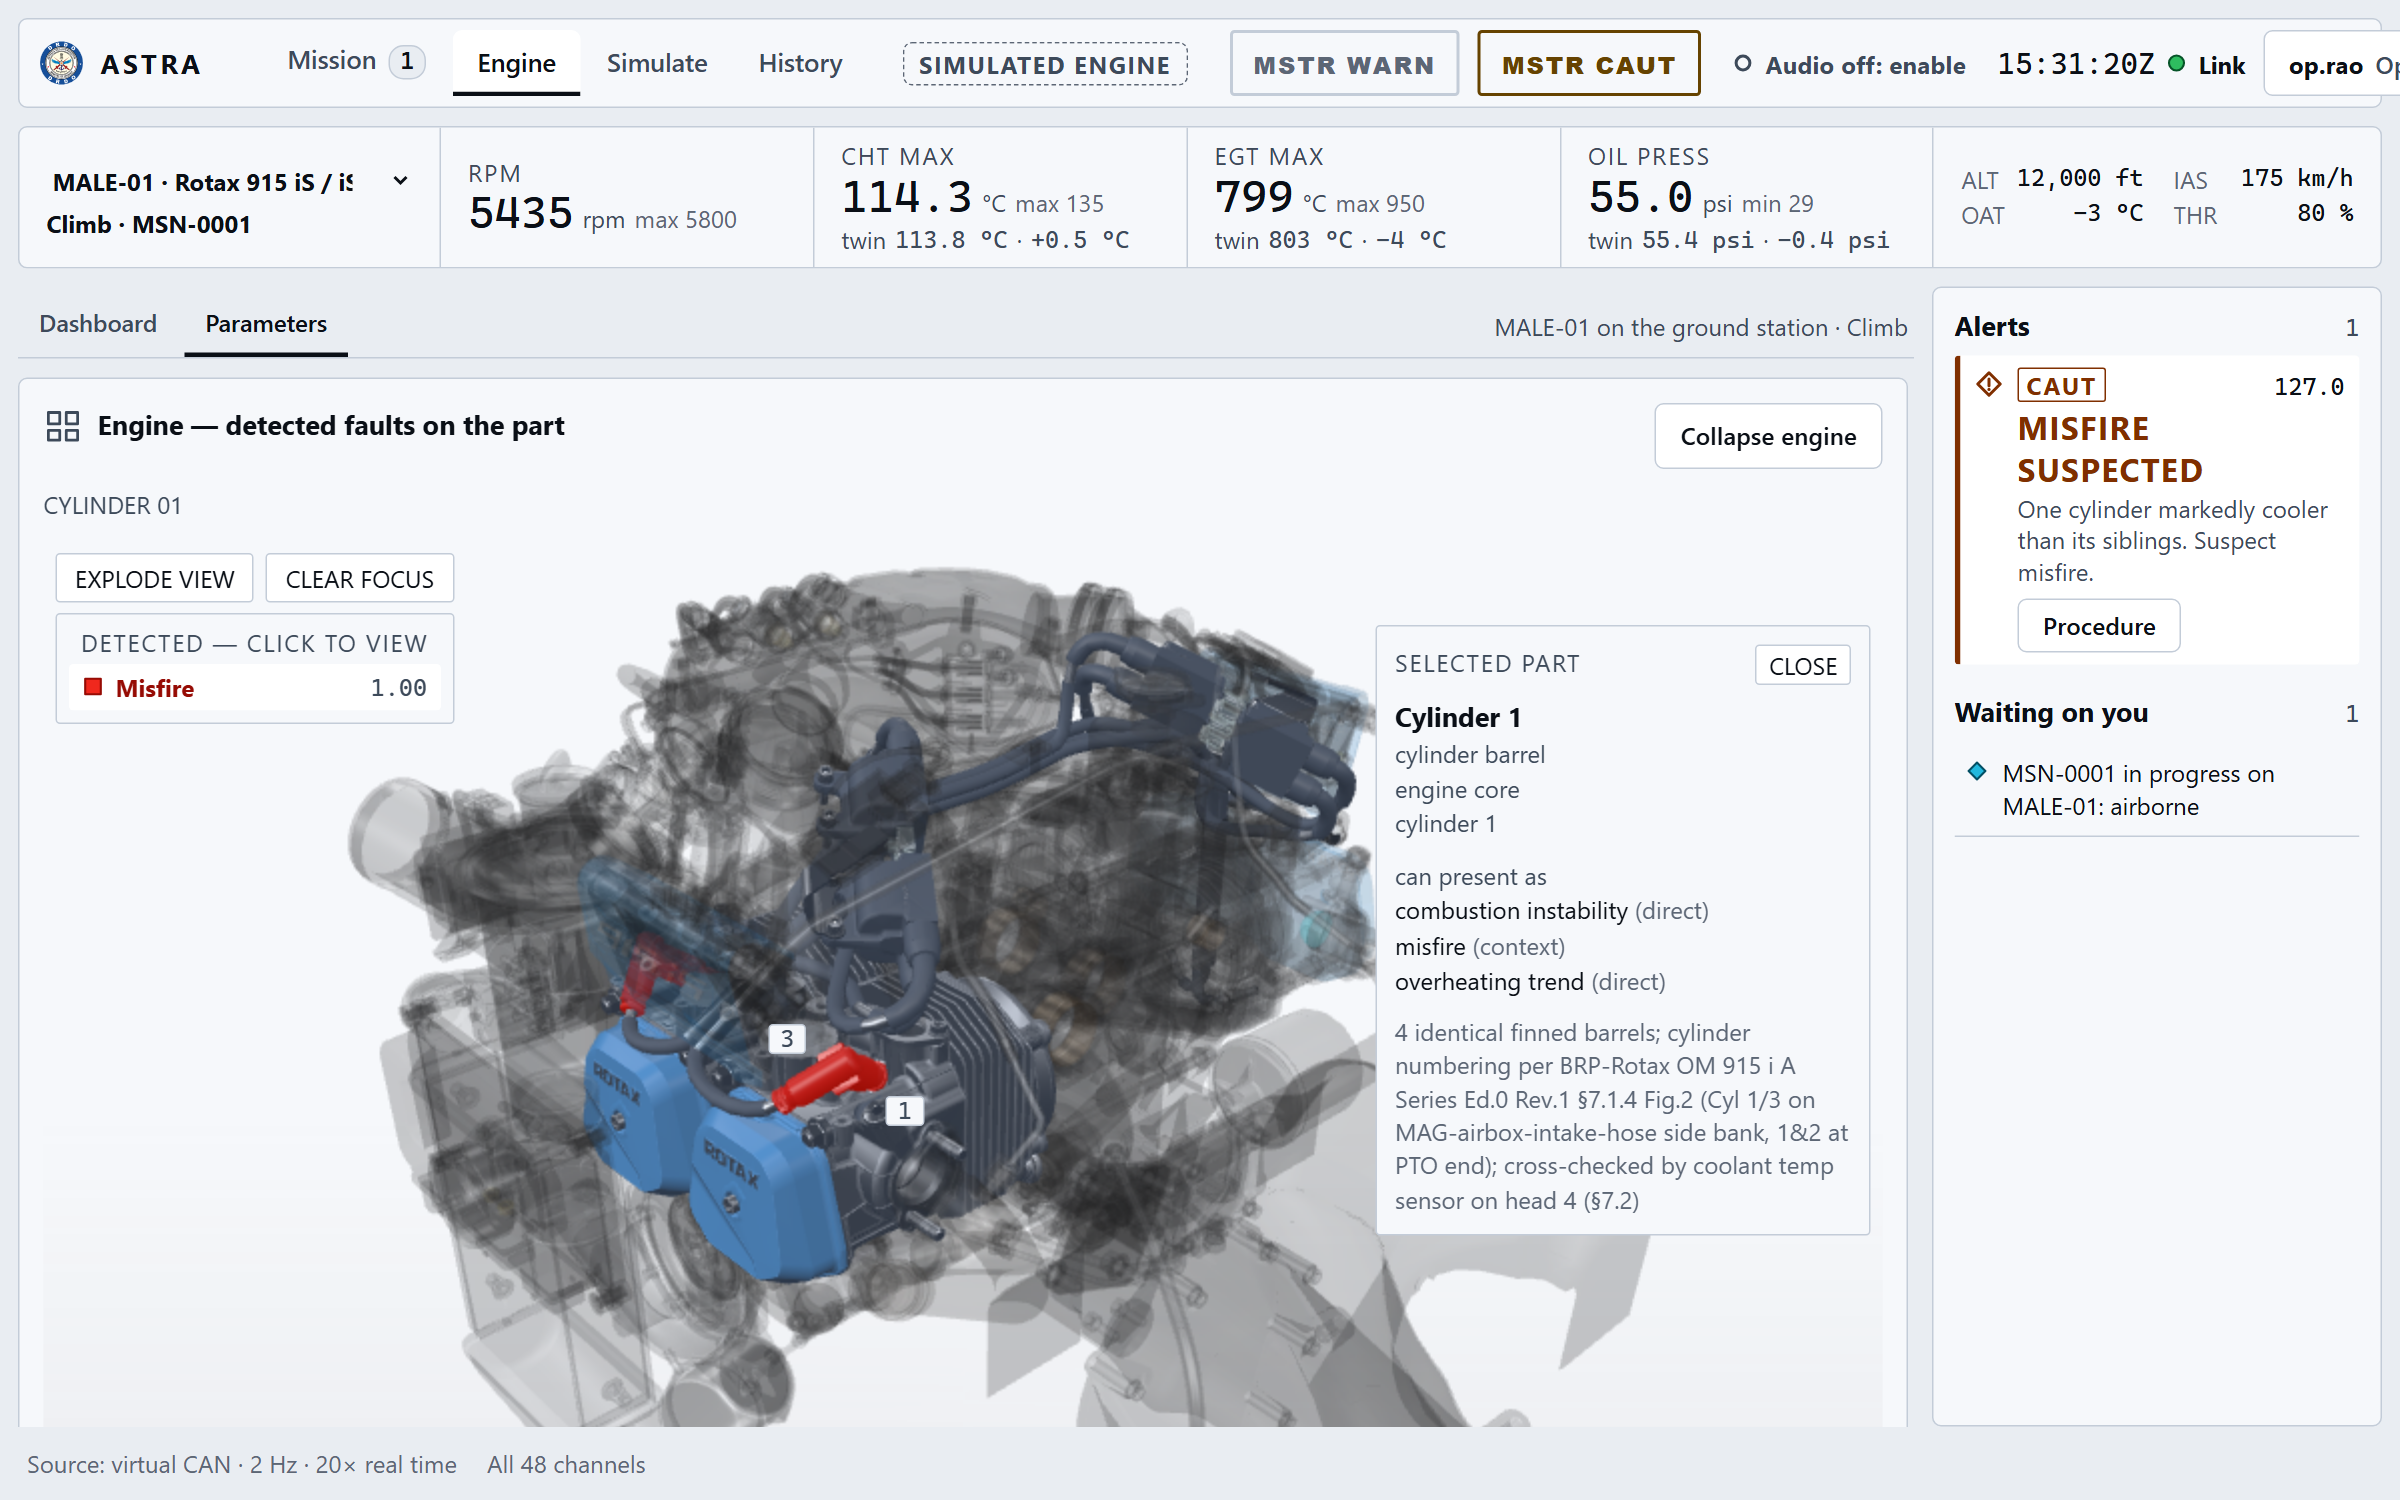 ASTRA
Mission 1
Engine
Simulate
History
SIMULATED ENGINE
MSTR WARN
MSTR CAUT
Audio off: enable
15:31:20Z
Link
op.rao
MALE-01 · Rotax 915 iS / iS
Climb · MSN-0001
RPM
5435 rpm max 5800
CHT MAX
114.3 °C max 135
twin 113.8 °C · +0.5 °C
EGT MAX
799 °C max 950
twin 803 °C · −4 °C
OIL PRESS
55.0 psi min 29
twin 55.4 psi · −0.4 psi
ALT 12,000 ft IAS 175 km/h
OAT −3 °C THR 80 %
Dashboard
Parameters
MALE-01 on the ground station · Climb
Engine — detected faults on the part
Collapse engine
CYLINDER 01
EXPLODE VIEW
CLEAR FOCUS
DETECTED — CLICK TO VIEW
Misfire 1.00
3
1
ROTAX
ROTAX
SELECTED PART
CLOSE
Cylinder 1
cylinder barrel
engine core
cylinder 1
can present as
combustion instability (direct)
misfire (context)
overheating trend (direct)
4 identical finned barrels; cylinder
numbering per BRP-Rotax OM 915 i A
Series Ed.0 Rev.1 §7.1.4 Fig.2 (Cyl 1/3 on
MAG-airbox-intake-hose side bank, 1&2 at
PTO end); cross-checked by coolant temp
sensor on head 4 (§7.2)
Alerts 1
CAUT 127.0
MISFIRE
SUSPECTED
One cylinder markedly cooler
than its siblings. Suspect
misfire.
Procedure
Waiting on you 1
MSN-0001 in progress on
MALE-01: airborne
Source: virtual CAN · 2 Hz · 20× real time
All 48 channels